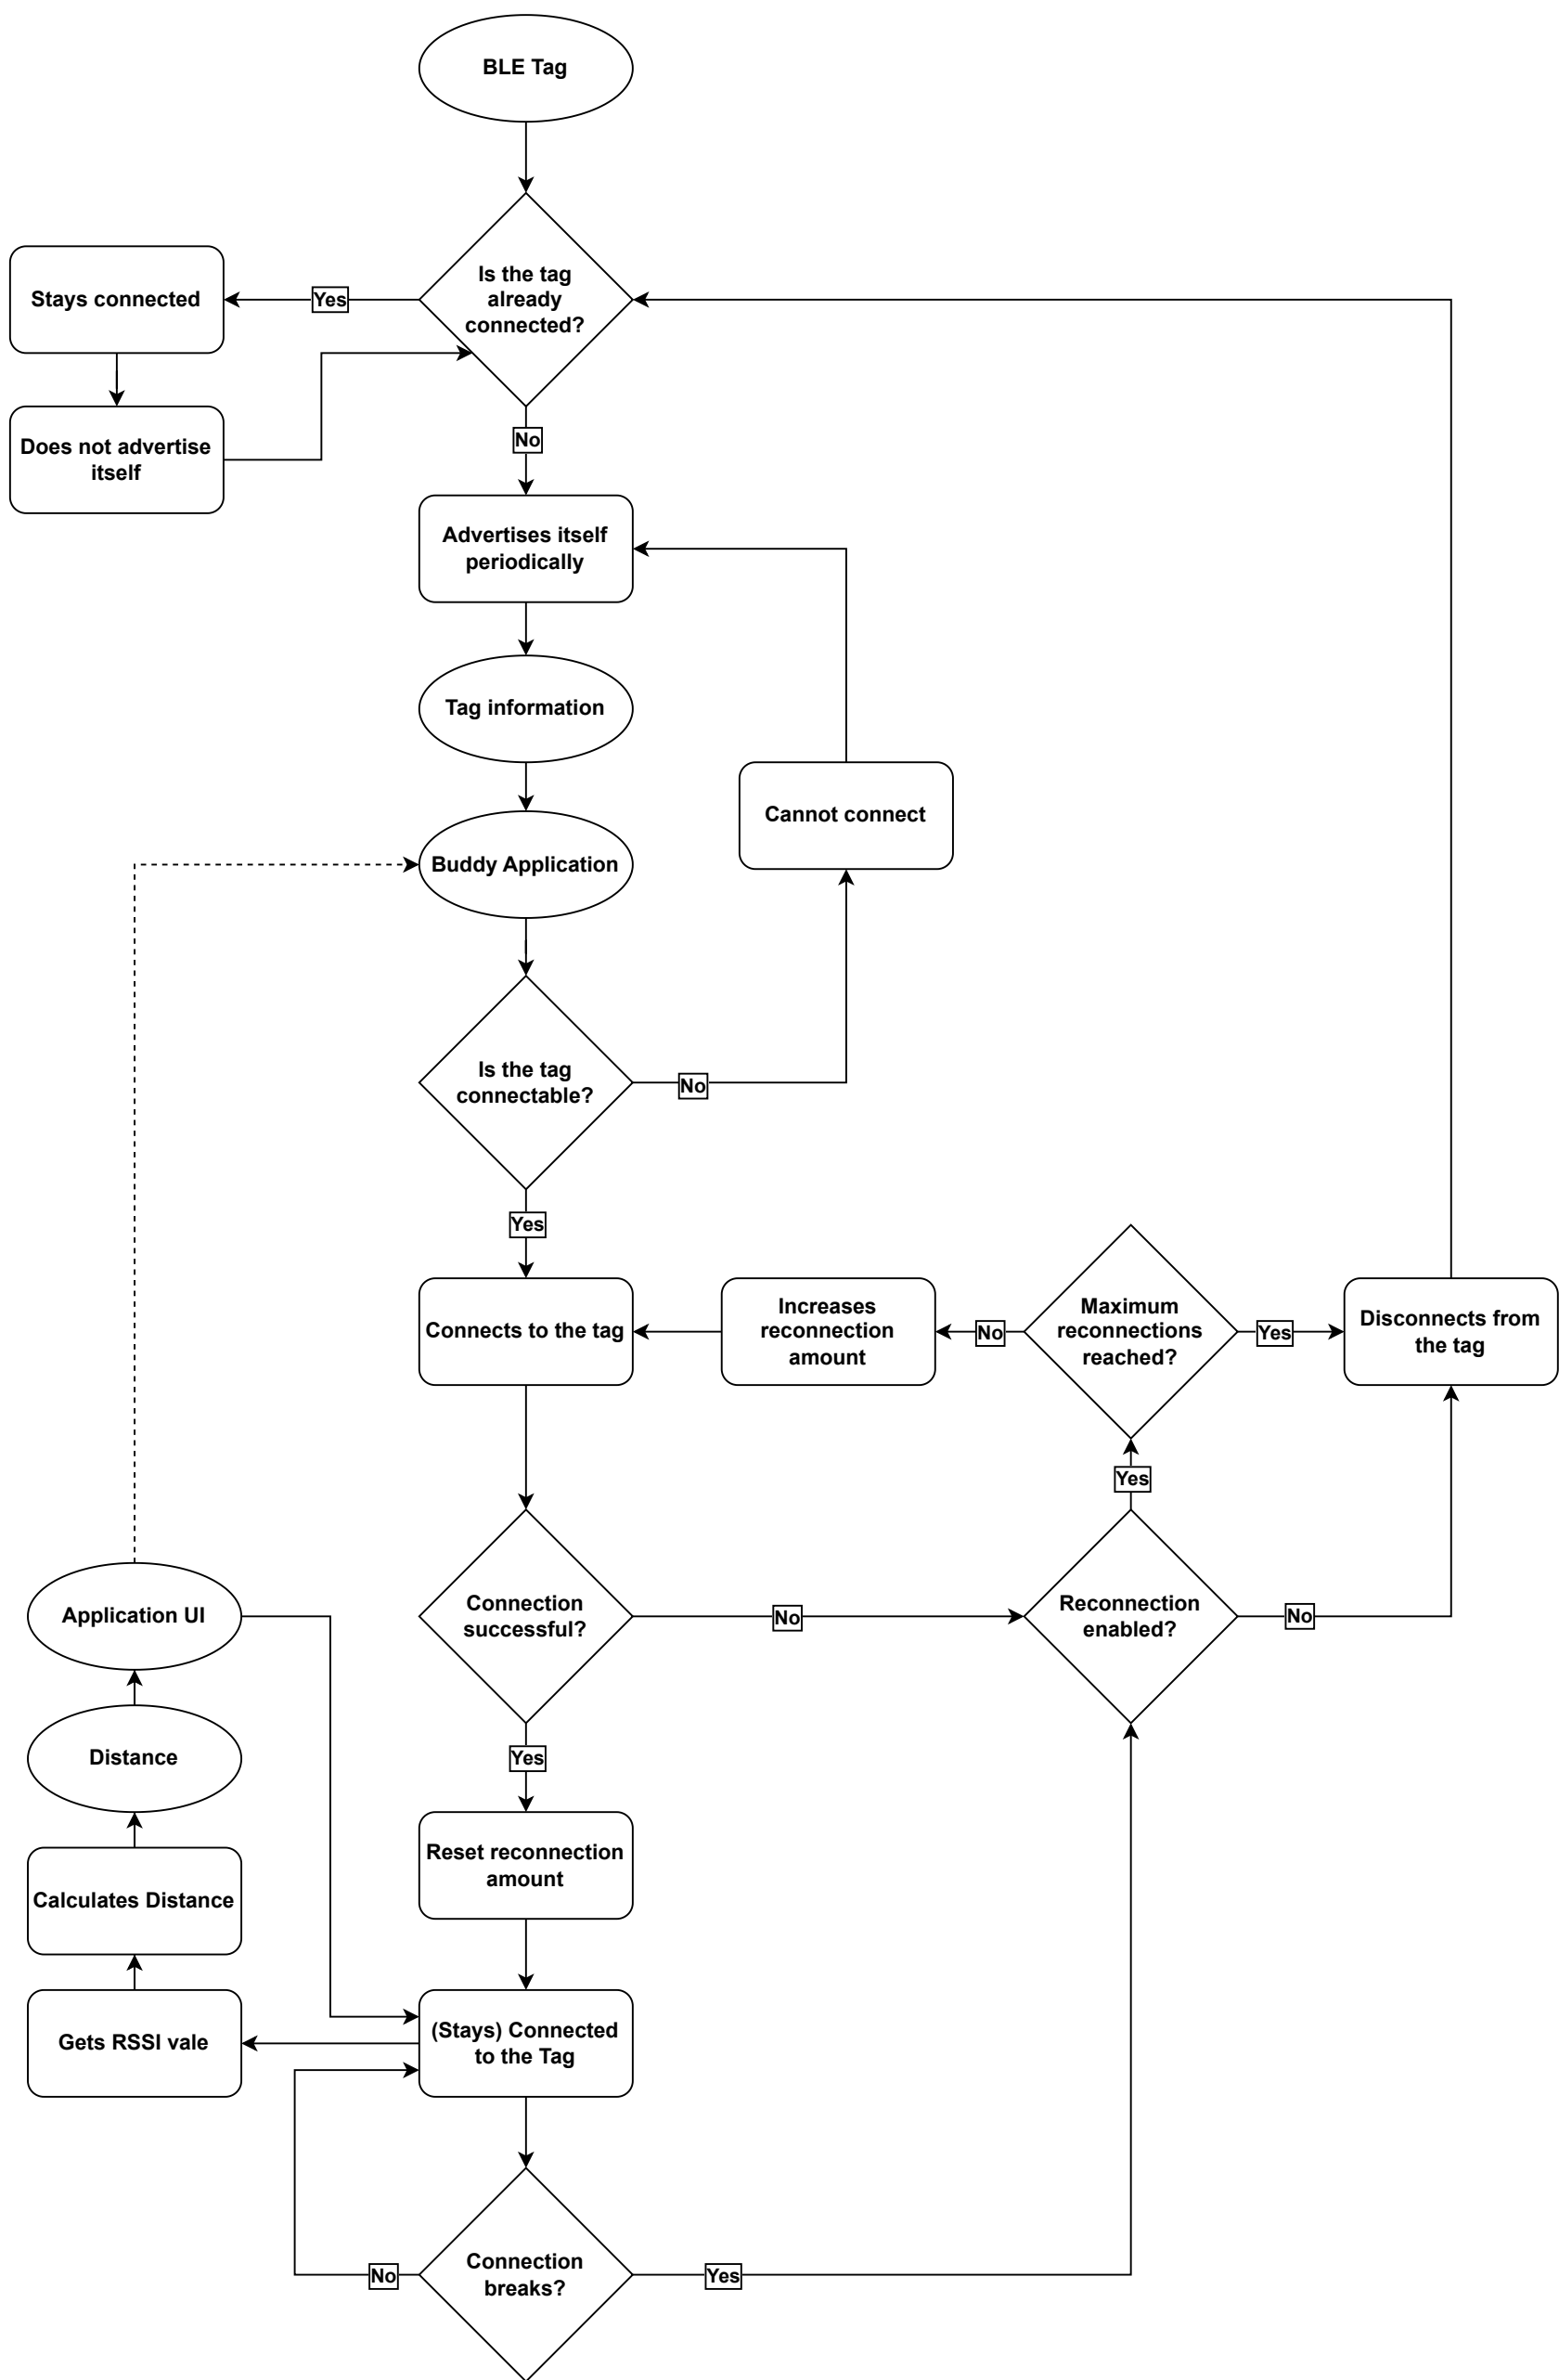 BLE Tag
Is the tag
already
connected?
Yes
Stays connected
Does not advertise
itself
No
Advertises itself
periodically
Tag information
Cannot connect
Buddy Application
Is the tag
connectable?
No
Yes
Connects to the tag
Increases
reconnection
amount
No
Maximum
reconnections
reached?
Yes
Disconnects from
the tag
Yes
Application UI
Connection
successful?
No
Reconnection
enabled?
No
Distance
Yes
Calculates Distance
Reset reconnection
amount
Gets RSSI vale
(Stays) Connected
to the Tag
No
Connection
breaks?
Yes